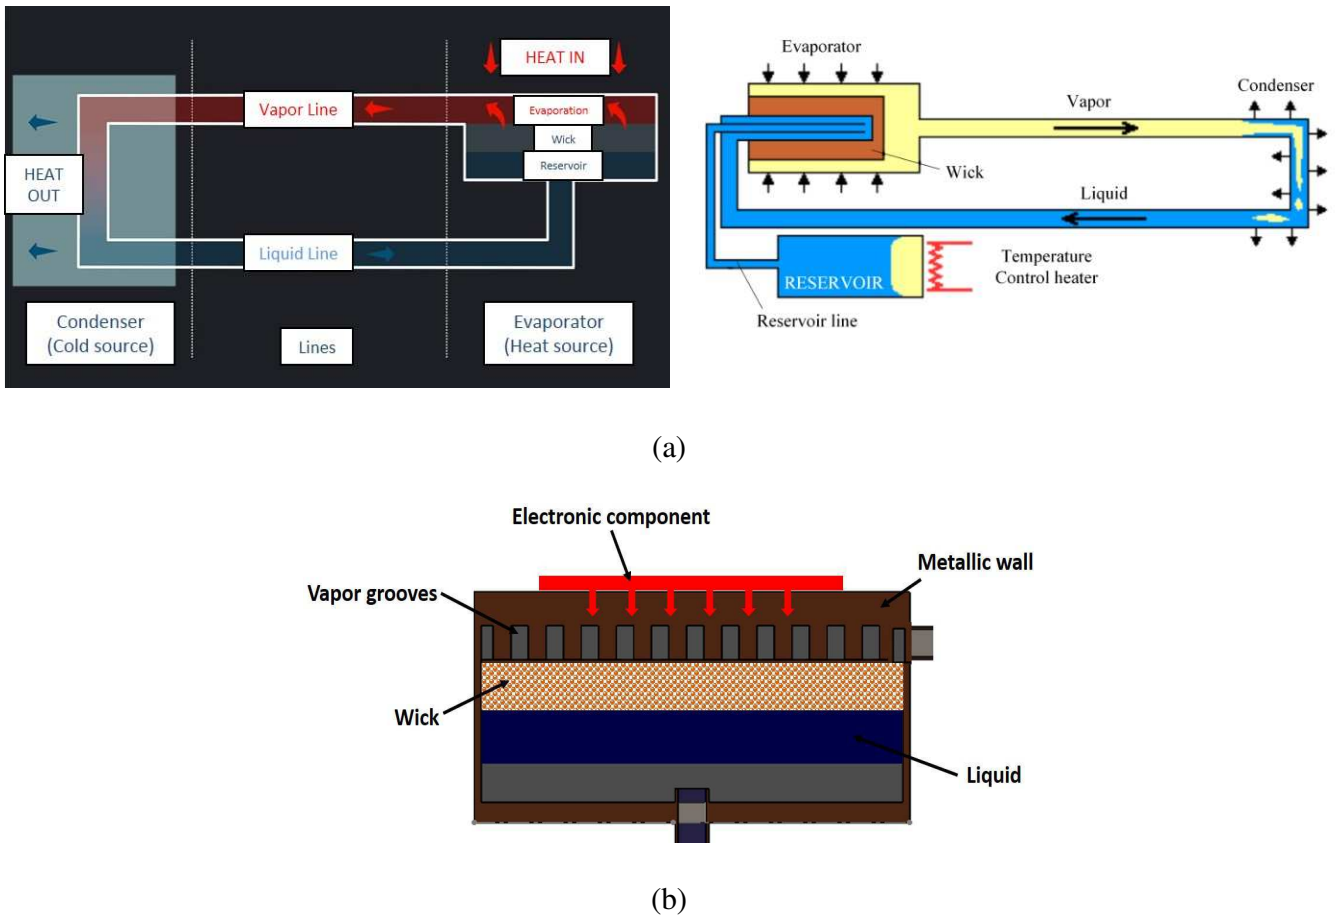 HEAT IN
Vapor Line
Evaporation
Wick
Reservoir
HEAT
OUT
Liquid Line
Condenser
(Cold source)
Lines
Evaporator
(Heat source)
Evaporator
Condenser
Vapor
Wick
Liquid
RESERVOIR
Temperature
Control heater
Reservoir line
(a)
Electronic component
Metallic wall
Vapor grooves
Wick
Liquid
(b)